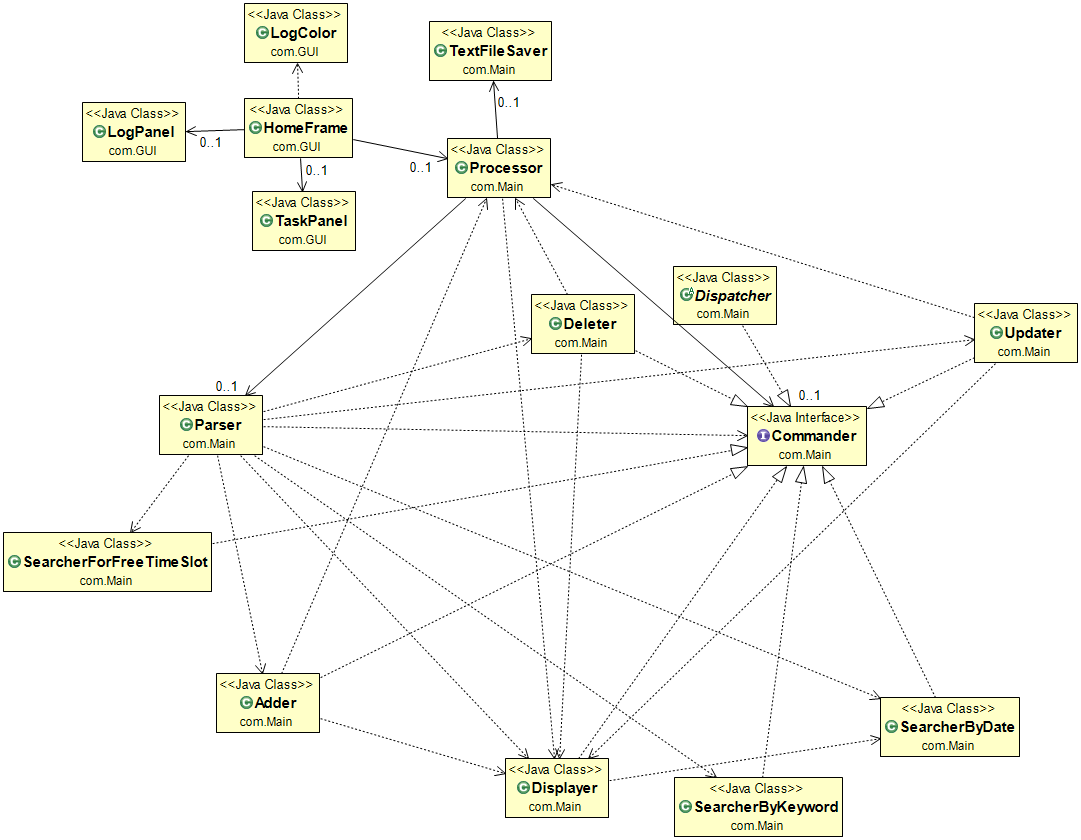 <<Java Class>>
LogColor
com.GUI
<<Java Class>>
TextFileSaver
com.Main
0..1
<<Java Class>>
LogPanel
com.GUI
0..1
<<Java Class>>
HomeFrame
com.GUI
0..1
0..1
<<Java Class>>
Processor
com.Main
<<Java Class>>
TaskPanel
com.GUI
<<Java Class>>
Dispatcher
com.Main
<<Java Class>>
Deleter
com.Main
<<Java Class>>
Updater
com.Main
0..1
<<Java Class>>
Parser
com.Main
0..1
<<Java Interface>>
Commander
com.Main
<<Java Class>>
SearcherForFreeTimeSlot
com.Main
<<Java Class>>
Adder
com.Main
<<Java Class>>
SearcherByDate
com.Main
<<Java Class>>
Displayer
com.Main
<<Java Class>>
SearcherByKeyword
com.Main